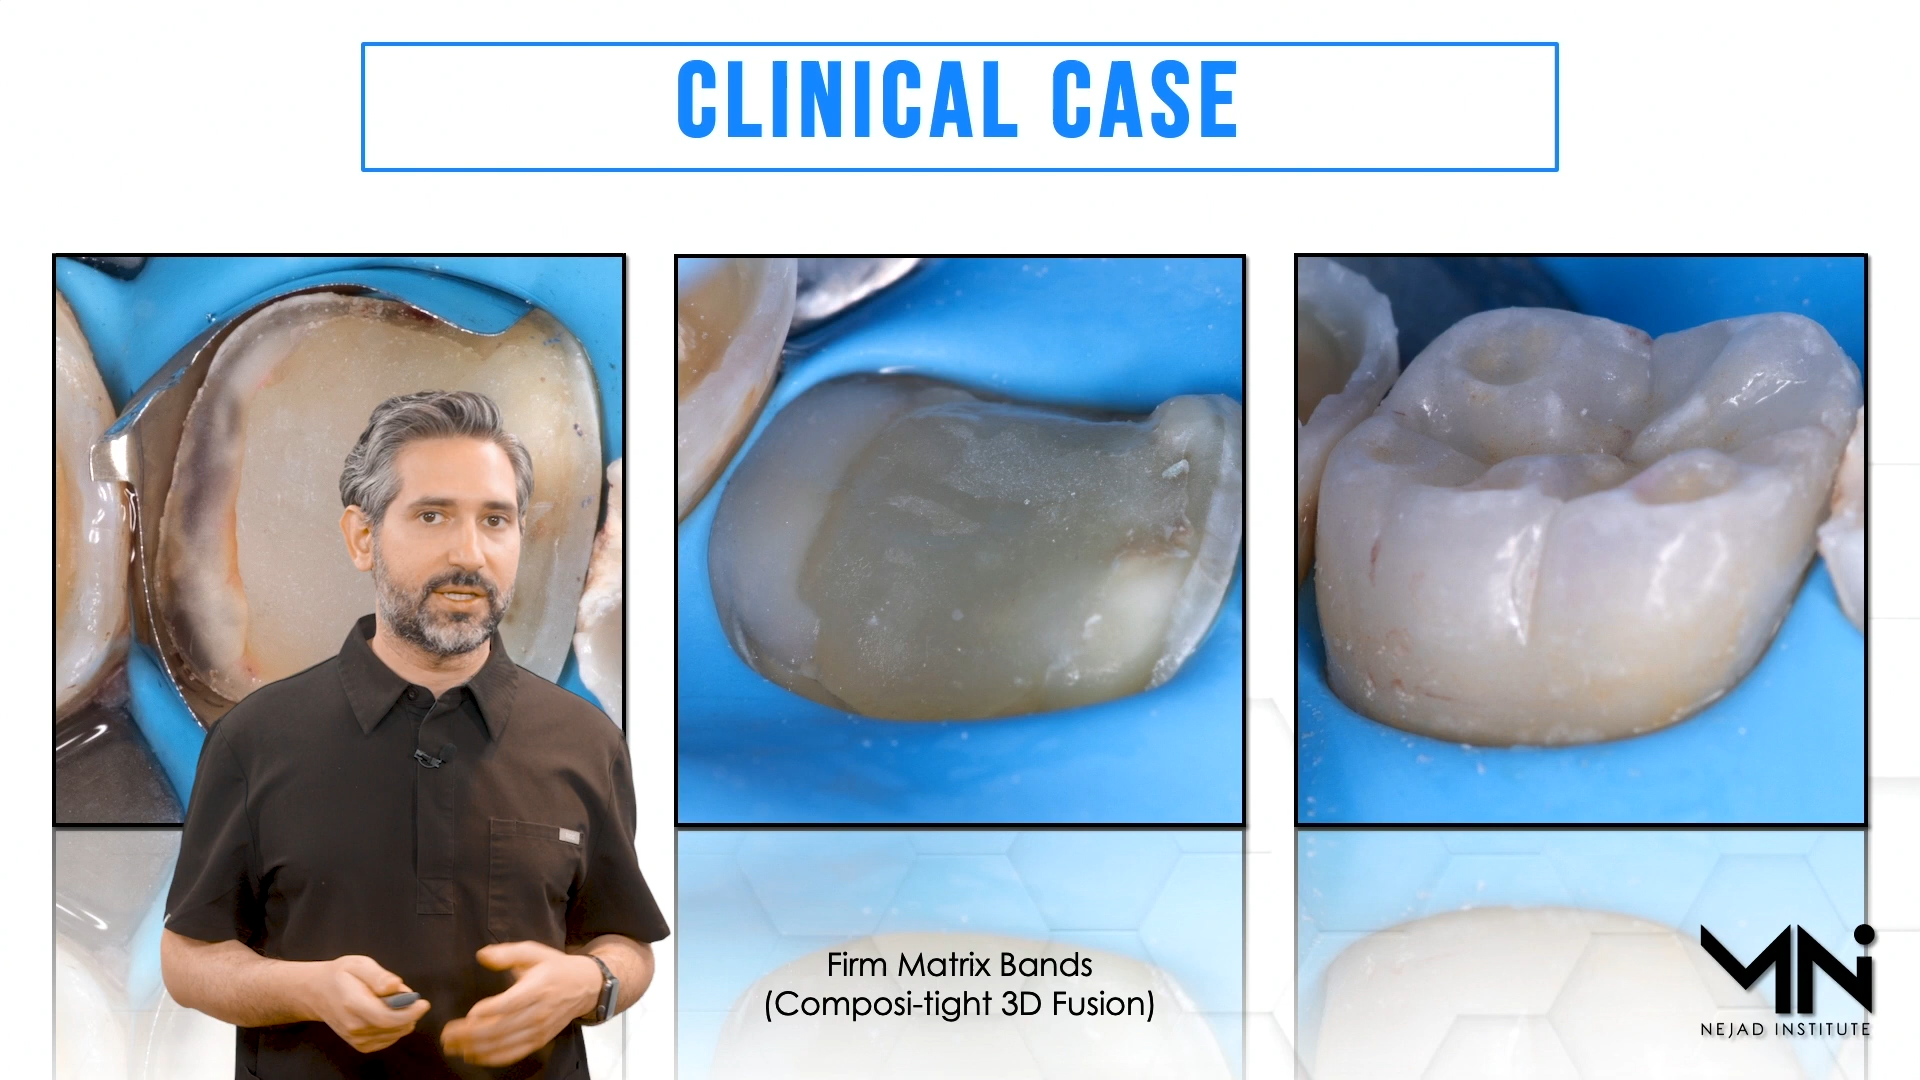 CLINICAL CASE
Firm Matrix Bands
(Composi-tight 3D Fusion)
NEJAD INSTITUTE